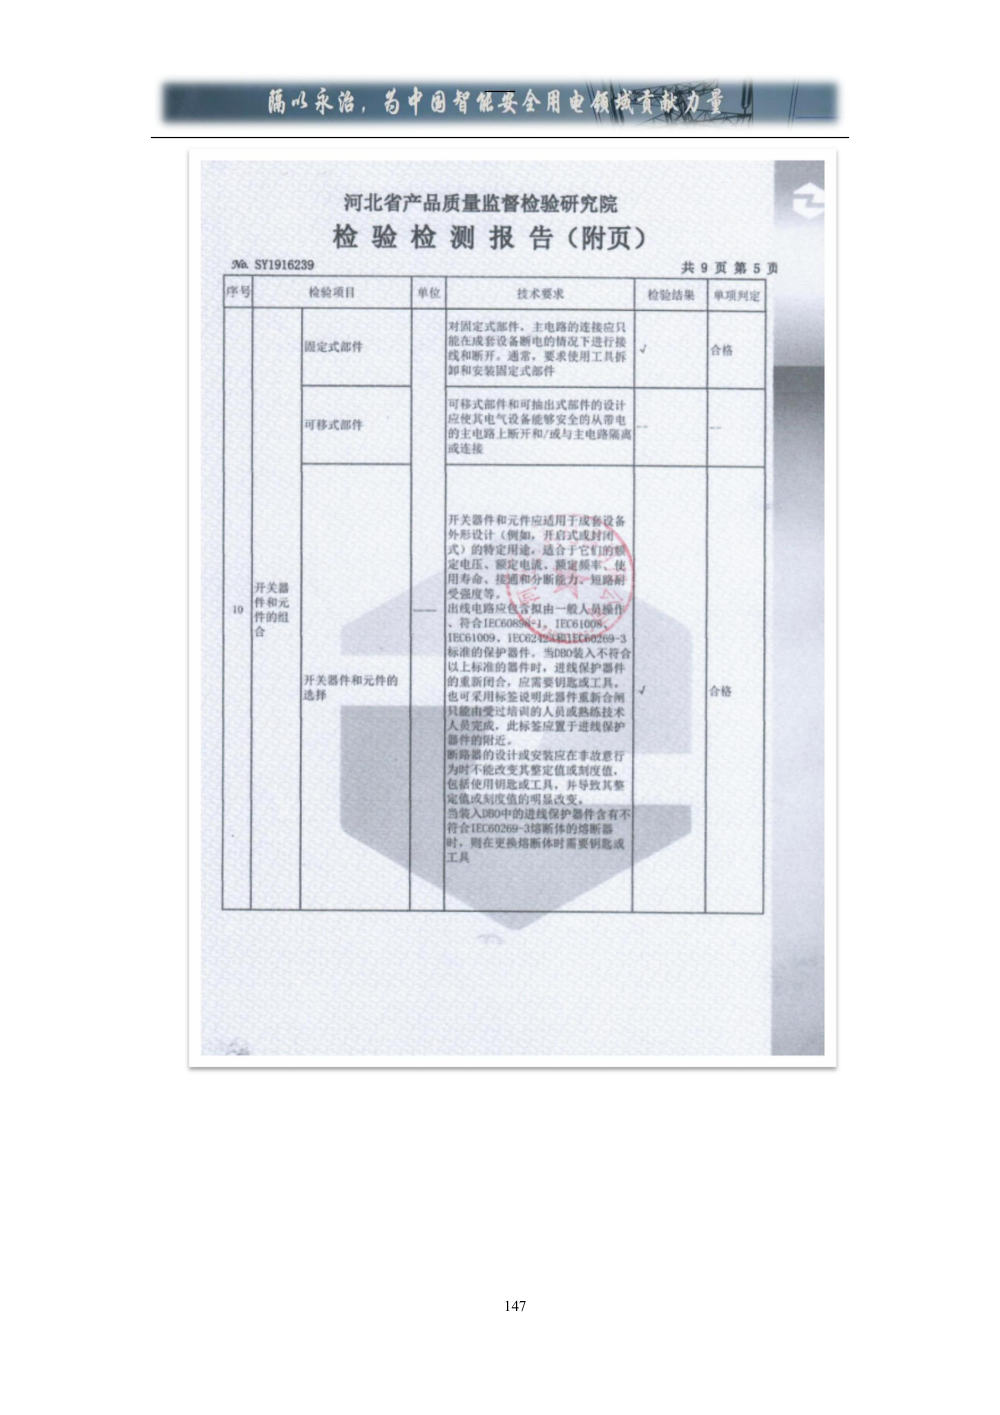 隔以永治，为中国智能安全用电领域贡献力量
河北省产品质量监督检验研究院
检 验 检 测 报 告（附页）
No. SY1916239
共 9 页 第 5 页
序号 检验项目 单位 技术要求 检验结果 单项判定
10
开关器
件和元
件的组
合
固定式部件
对固定式部件，主电路的连接应只
能在成套设备断电的情况下进行接
线和断开。通常，要求使用工具拆
卸和安装固定式部件
√
合格
可移式部件
可移式部件和可抽出式部件的设计
应使其电气设备能够安全的从带电
的主电路上断开和/或与主电路隔离
或连接
--
--
开关器件和元件的
选择
——
开关器件和元件应适用于成套设备
外形设计（例如，开启式或封闭
式）的特定用途，适合于它们的额
定电压、额定电流、额定频率、使
用寿命、接通和分断能力、短路耐
受强度等。
出线电路应包含拟由一般人员操作
、符合IEC60898-1、IEC61008、
IEC61009、IEC62423和IEC60269-3
标准的保护器件。当DBO装入不符合
以上标准的器件时，进线保护器件
的重新闭合，应需要钥匙或工具。
也可采用标签说明此器件重新合闸
只能由受过培训的人员或熟练技术
人员完成，此标签应置于进线保护
器件的附近。
断路器的设计或安装应在非故意行
为时不能改变其整定值或刻度值，
包括使用钥匙或工具，并导致其整
定值或刻度值的明显改变。
当装入DBO中的进线保护器件含有不
符合IEC60269-3熔断体的熔断器
时，则在更换熔断体时需要钥匙或
工具
√
合格
147